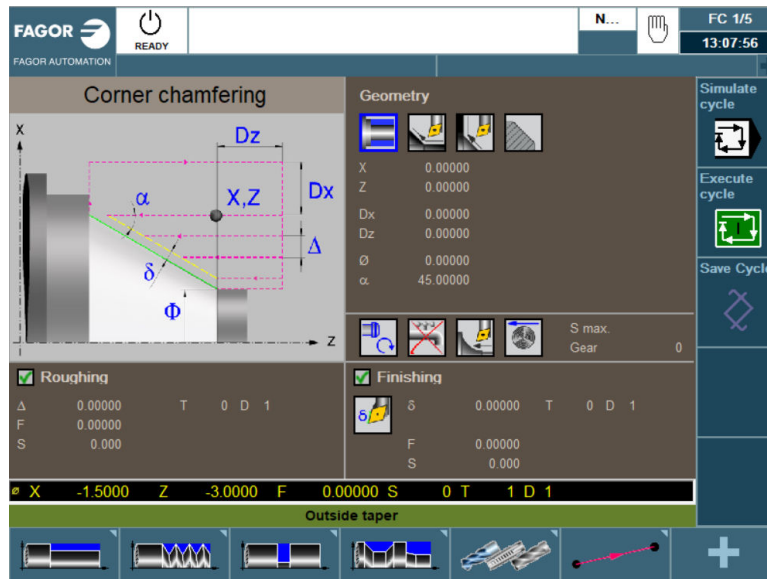 FAGOR
READY
FAGOR AUTOMATION
N...
FC 1/5
13:07:56
Corner chamfering
X
Dz
α
X,Z
Dx
Δ
δ
Φ
Z
Geometry
X 0.00000
Z 0.00000
Dx 0.00000
Dz 0.00000
Ø 0.00000
α 45.00000
S max.
Gear 0
Simulate
cycle
Execute
cycle
Save Cycl
Roughing
Δ 0.00000 T 0 D 1
F 0.00000
S 0.000
Finishing
δ
δ 0.00000 T 0 D 1
F 0.00000
S 0.000
ø X -1.5000 Z -3.0000 F 0.00000 S 0 T 1 D 1
Outside taper